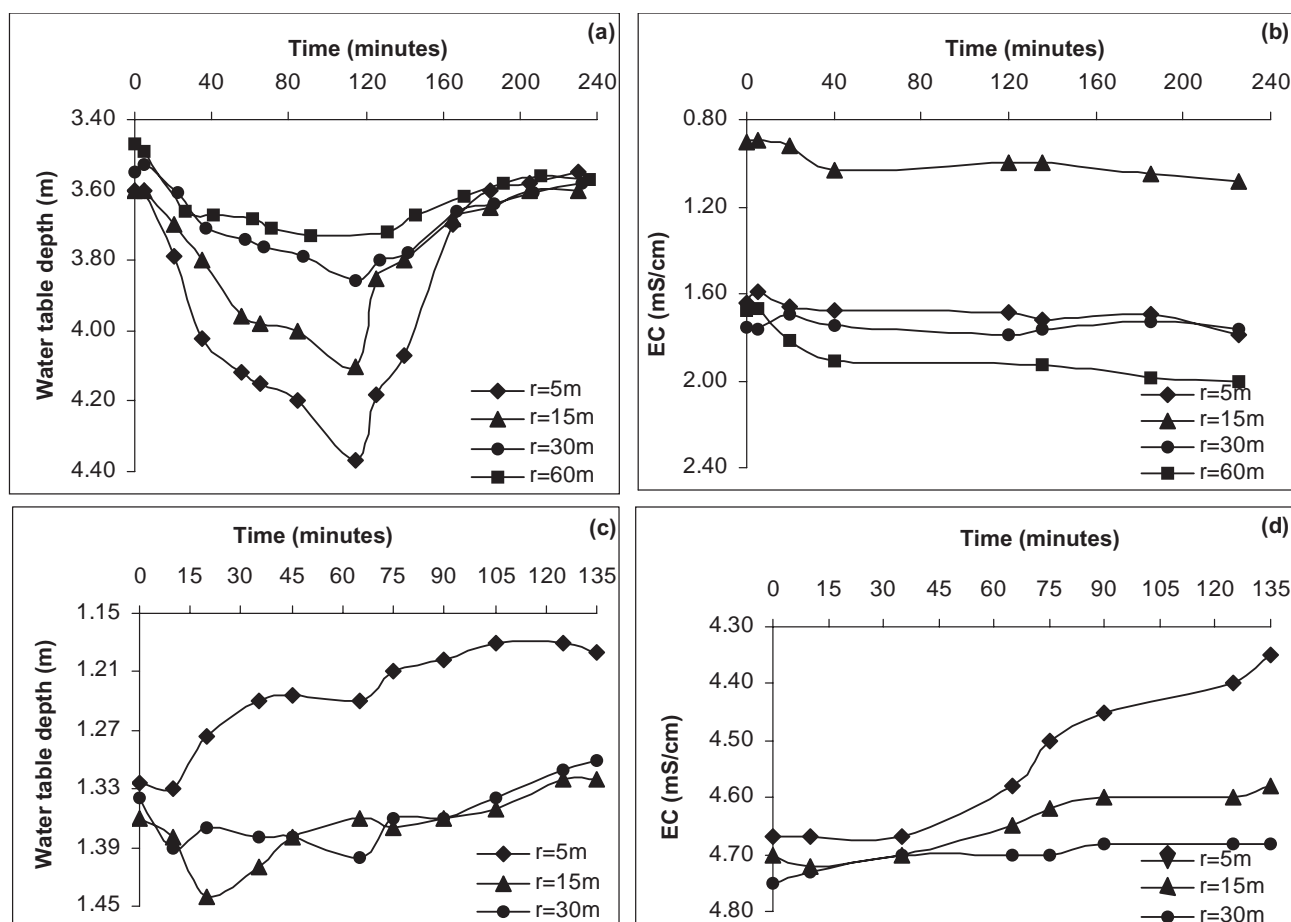 (a)
Time (minutes)
0 40 80 120 160 200 240
Water table depth (m)
3.40
3.60
3.80
4.00
4.20
4.40
r=5m
r=15m
r=30m
r=60m
(b)
Time (minutes)
0 40 80 120 160 200 240
EC (mS/cm)
0.80
1.20
1.60
2.00
2.40
r=5m
r=15m
r=30m
r=60m
(c)
Time (minutes)
0 15 30 45 60 75 90 105 120 135
Water table depth (m)
1.15
1.21
1.27
1.33
1.39
1.45
r=5m
r=15m
r=30m
(d)
Time (minutes)
0 15 30 45 60 75 90 105 120 135
EC (mS/cm)
4.30
4.40
4.50
4.60
4.70
4.80
r=5m
r=15m
r=30m